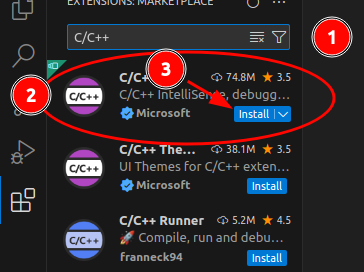 EXTENSIONS: MARKETPLACE
C/C++
1
2
3
C/C++
C/C++ 74.8M 3.5
C/C++ IntelliSense, debugg...
Microsoft Install
C/C++
C/C++ The... 38.1M 3.5
UI Themes for C/C++ exten...
Microsoft Install
C/C++
C/C++ Runner 5.2M 4.5
🚀 Compile, run and debu...
franneck94 Install